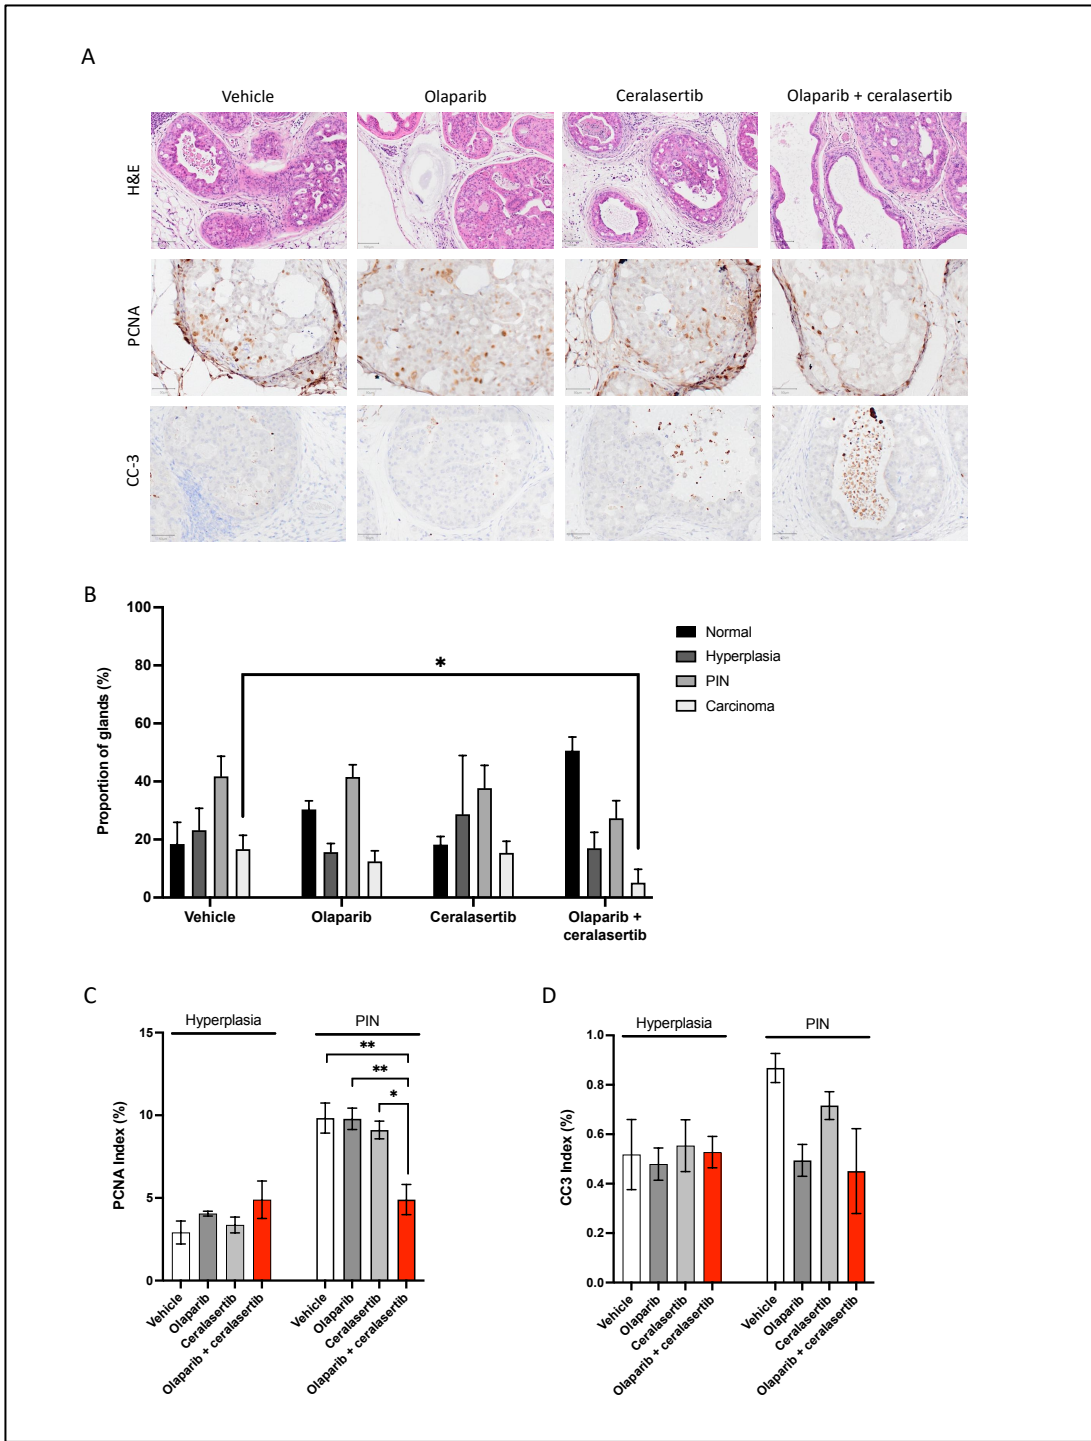 A
Vehicle
Olaparib
Ceralasertib
Olaparib + ceralasertib
H&E
PCNA
CC-3
B
Proportion of glands (%)
100
80
60
40
20
0
*
Normal
Hyperplasia
PIN
Carcinoma
Vehicle
Olaparib
Ceralasertib
Olaparib +
ceralasertib
C
Hyperplasia
PIN
PCNA Index (%)
15
10
5
0
**
**
*
Vehicle
Olaparib
Ceralasertib
Olaparib + ceralasertib
Vehicle
Olaparib
Ceralasertib
Olaparib + ceralasertib
D
Hyperplasia
PIN
CC3 Index (%)
1.0
0.8
0.6
0.4
0.2
0.0
Vehicle
Olaparib
Ceralasertib
Olaparib + ceralasertib
Vehicle
Olaparib
Ceralasertib
Olaparib + ceralasertib